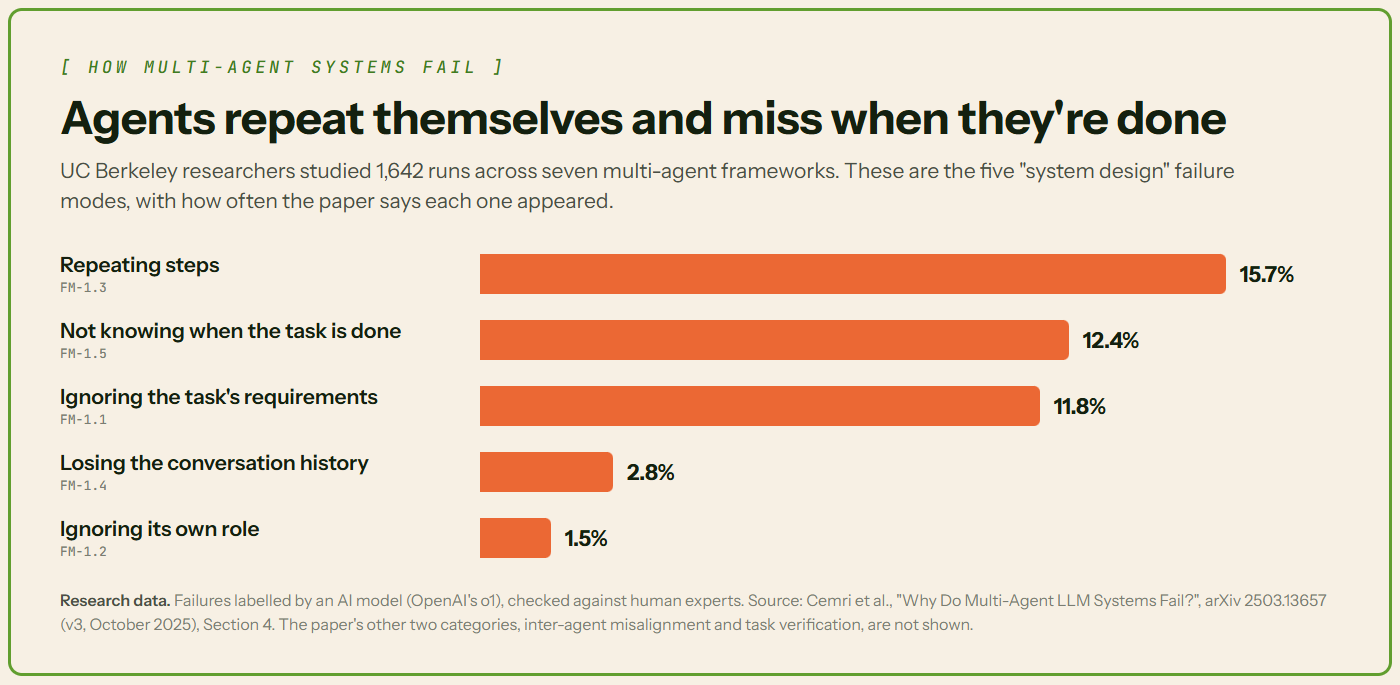 [ HOW MULTI-AGENT SYSTEMS FAIL ]
Agents repeat themselves and miss when they're done
UC Berkeley researchers studied 1,642 runs across seven multi-agent frameworks. These are the five "system design" failure
modes, with how often the paper says each one appeared.
Repeating steps
FM-1.3
15.7%
Not knowing when the task is done
FM-1.5
12.4%
Ignoring the task's requirements
FM-1.1
11.8%
Losing the conversation history
FM-1.4
2.8%
Ignoring its own role
FM-1.2
1.5%
Research data. Failures labelled by an AI model (OpenAI's o1), checked against human experts. Source: Cemri et al., "Why Do Multi-Agent LLM Systems Fail?", arXiv 2503.13657
(v3, October 2025), Section 4. The paper's other two categories, inter-agent misalignment and task verification, are not shown.